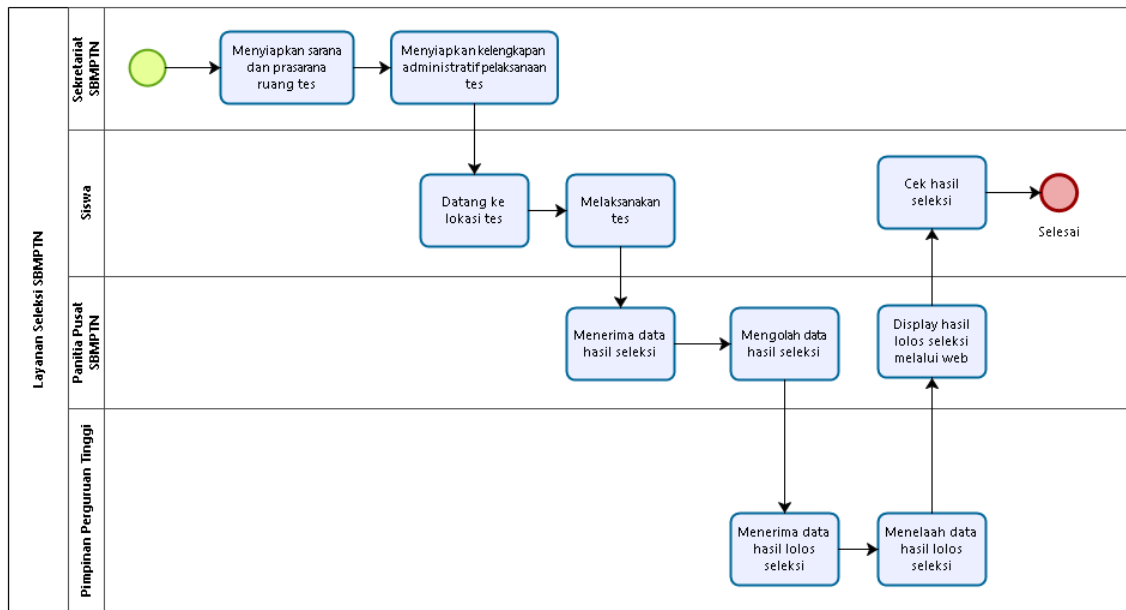 Layanan Seleksi SBMPTN
Sekretariat
SBMPTN
Menyiapkan sarana
dan prasarana
ruang tes
Menyiapkan kelengkapan
administratif pelaksanaan
tes
Siswa
Datang ke
lokasi tes
Melaksanakan
tes
Cek hasil
seleksi
Selesai
Panitia Pusat
SBMPTN
Menerima data
hasil seleksi
Mengolah data
hasil seleksi
Display hasil
lolos seleksi
melalui web
Pimpinan Perguruan Tinggi
Menerima data
hasil lolos
seleksi
Menelaah data
hasil lolos
seleksi